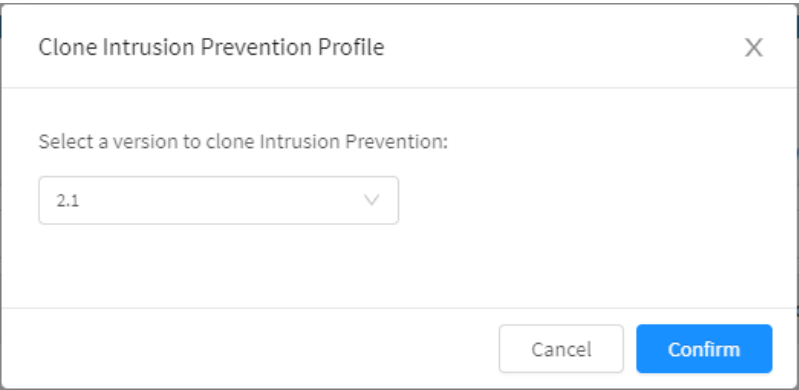 Clone Intrusion Prevention Profile
Select a version to clone Intrusion Prevention:
2.1
Cancel Confirm